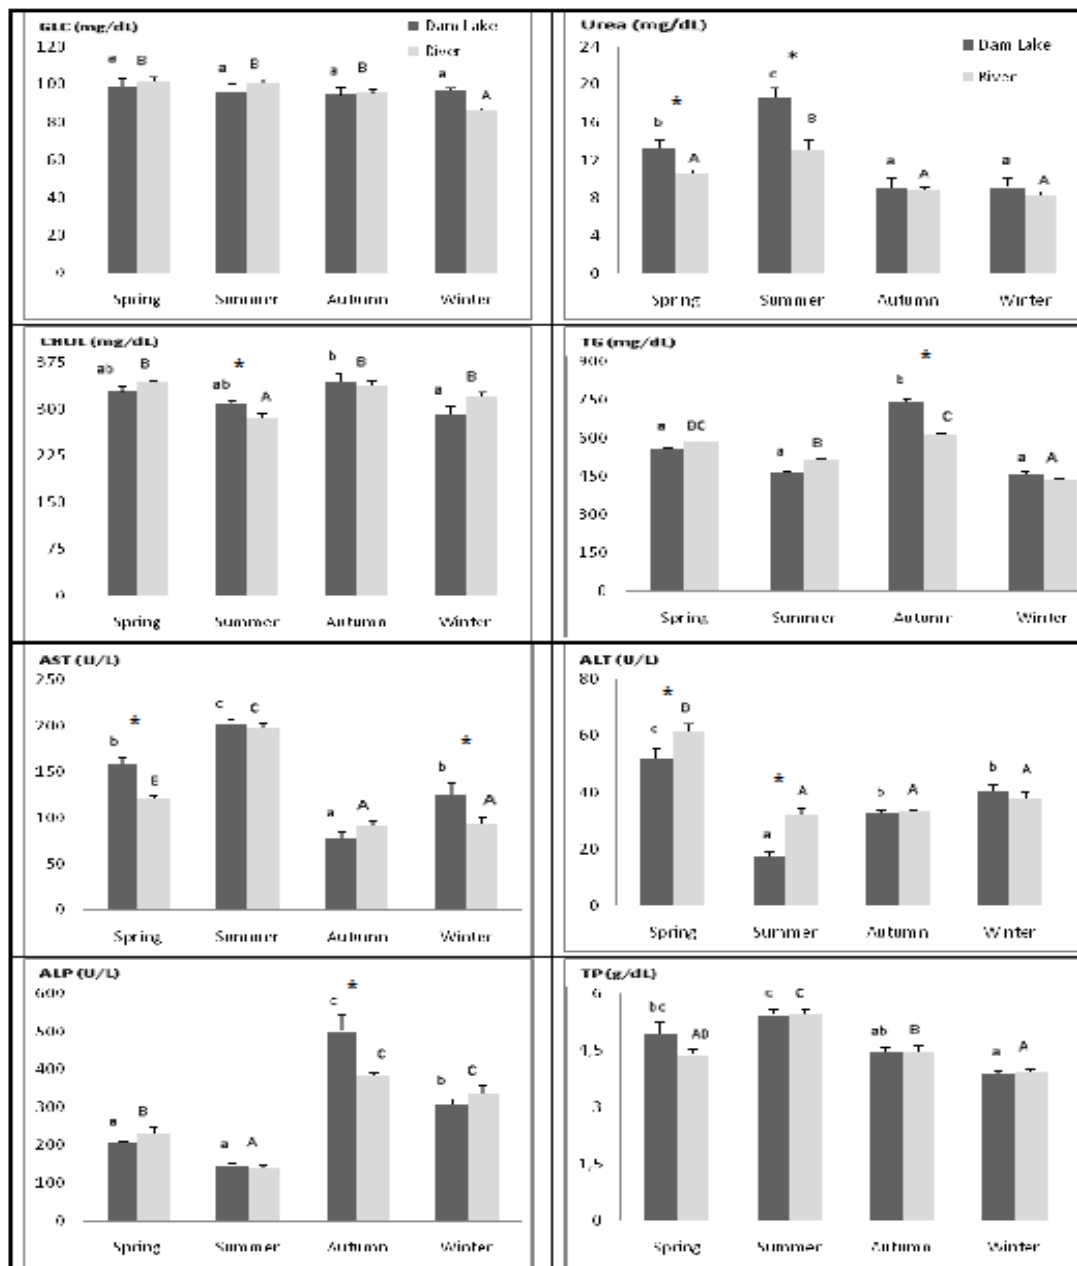 GLC (mg/dL)
Dam Lake
River
120
100
80
60
40
20
0
a B a B a B a A
Spring Summer Autumn Winter
Urea (mg/dL)
Dam Lake
River
24
20
16
12
8
4
0
* *
b A c B a A a A
Spring Summer Autumn Winter
CHOL (mg/dL)
375
300
225
150
75
0
*
ab B ab A b B a B
Spring Summer Autumn Winter
TG (mg/dL)
900
750
600
450
300
150
0
*
a BC a B b C a A
Spring Summer Autumn Winter
AST (U/L)
250
200
150
100
50
0
* *
b B c C a A b A
Spring Summer Autumn Winter
ALT (U/L)
80
60
40
20
0
* *
c B a A b A b A
Spring Summer Autumn Winter
ALP (U/L)
600
500
400
300
200
100
0
*
a B a A c C b C
Spring Summer Autumn Winter
TP (g/dL)
6
4,5
3
1,5
0
bc c C ab B a A
Spring Summer Autumn Winter